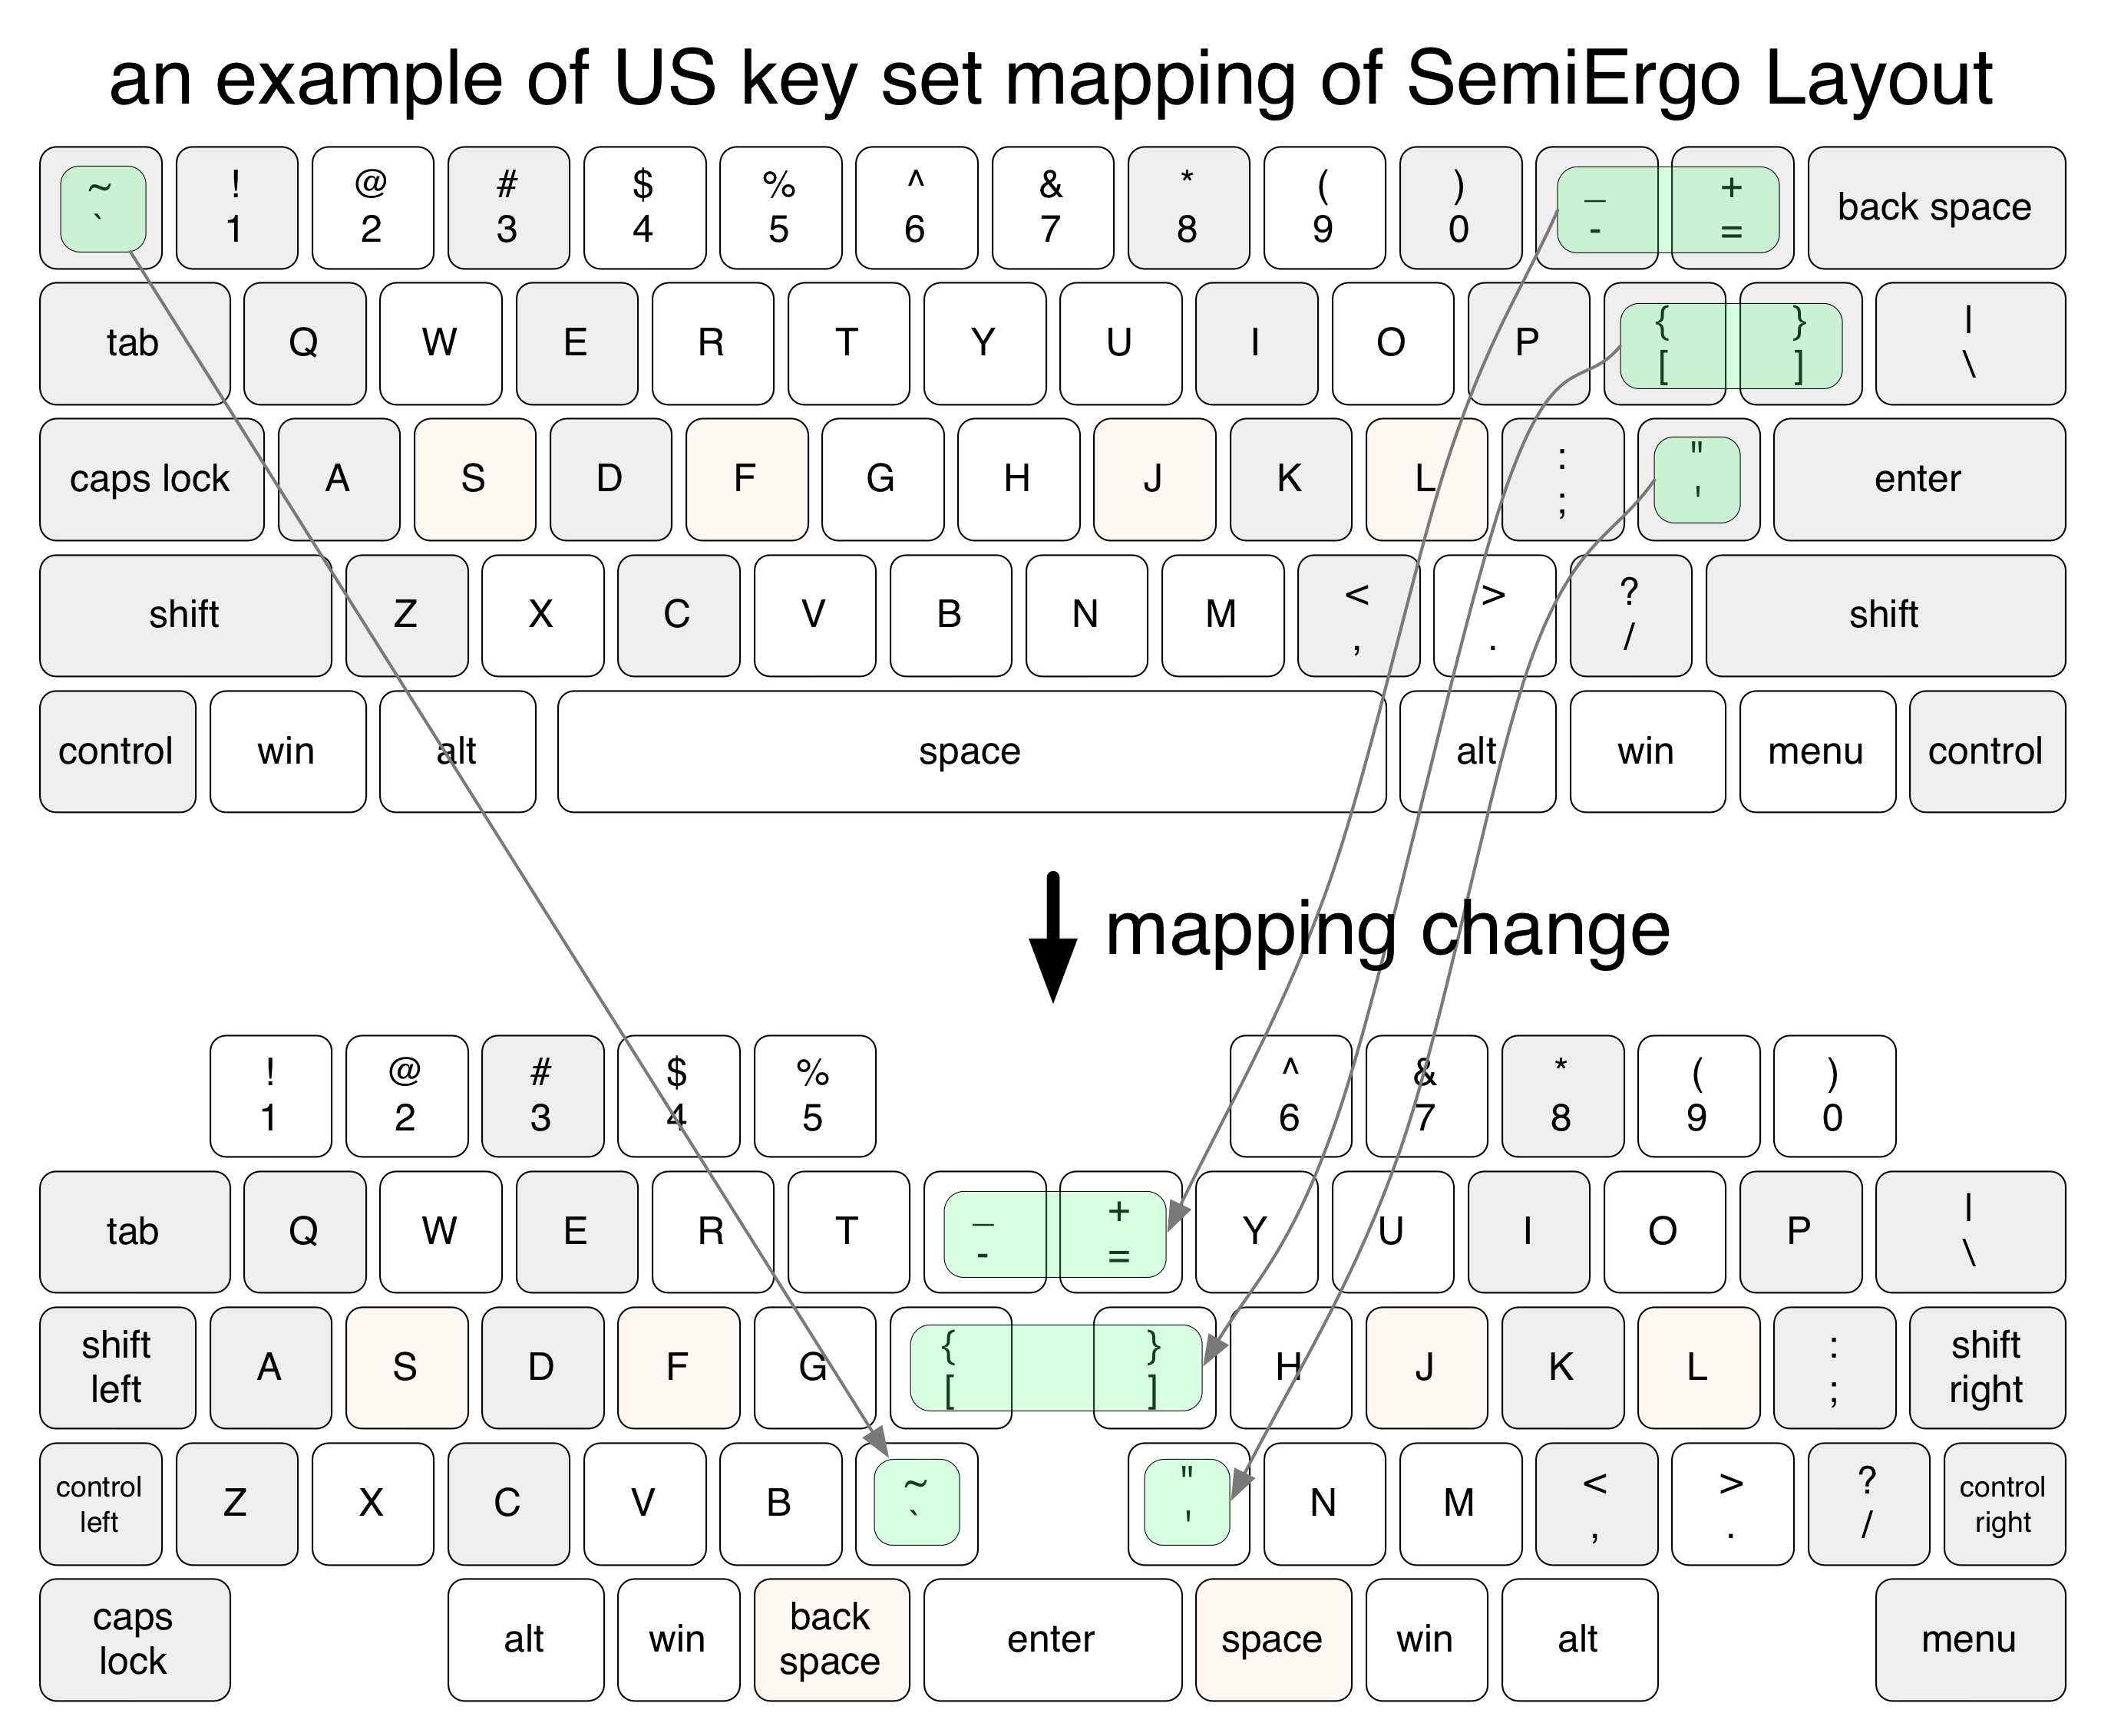 an example of US key set mapping of SemiErgo Layout
~ ! @ # $ % ^ & * ( ) _ +
` 1 2 3 4 5 6 7 8 9 0 - = back space
tab Q W E R T Y U I O P { } |
[ ] \
caps lock A S D F G H J K L : " enter
; '
shift Z X C V B N M < > ? shift
, . /
control win alt space alt win menu control
mapping change
! @ # $ % ^ & * ( )
1 2 3 4 5 6 7 8 9 0
tab Q W E R T _ + Y U I O P |
- = \
shift A S D F G { } H J K L : shift
left [ ] ; right
control Z X C V B ~ " N M < > ? control
left ` ' , . / right
caps alt win back enter space win alt menu
lock space